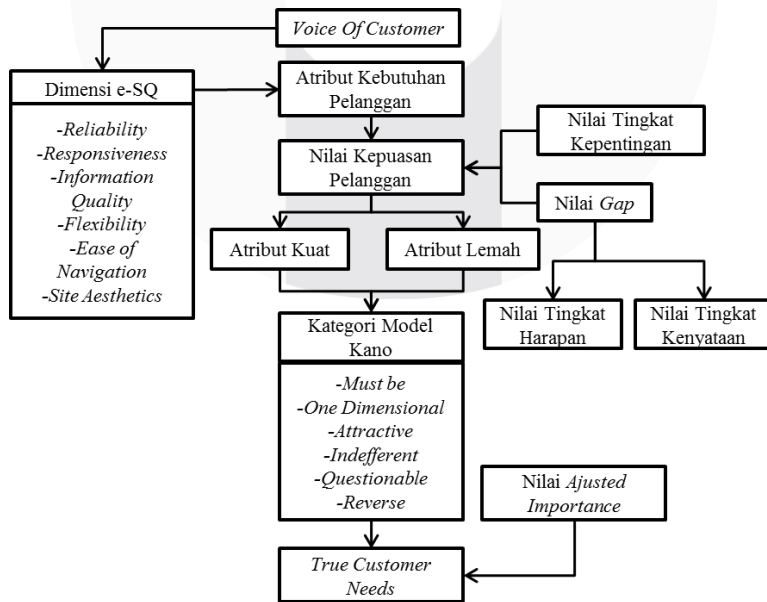 Voice Of Customer
Dimensi e-SQ
-Reliability
-Responsiveness
-Information
Quality
-Flexibility
-Ease of
Navigation
-Site Aesthetics
Atribut Kebutuhan
Pelanggan
Nilai Kepuasan
Pelanggan
Nilai Tingkat
Kepentingan
Nilai Gap
Atribut Kuat
Atribut Lemah
Nilai Tingkat
Harapan
Nilai Tingkat
Kenyataan
Kategori Model
Kano
-Must be
-One Dimensional
-Attractive
-Indefferent
-Questionable
-Reverse
Nilai Ajusted
Importance
True Customer
Needs